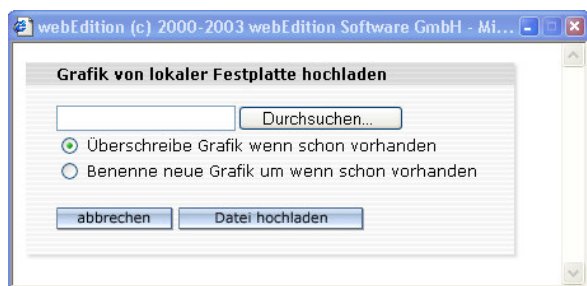 webEdition (c) 2000-2003 webEdition Software GmbH - Mi...
Grafik von lokaler Festplatte hochladen
Durchsuchen...
Überschreibe Grafik wenn schon vorhanden
Benenne neue Grafik um wenn schon vorhanden
abbrechen Datei hochladen